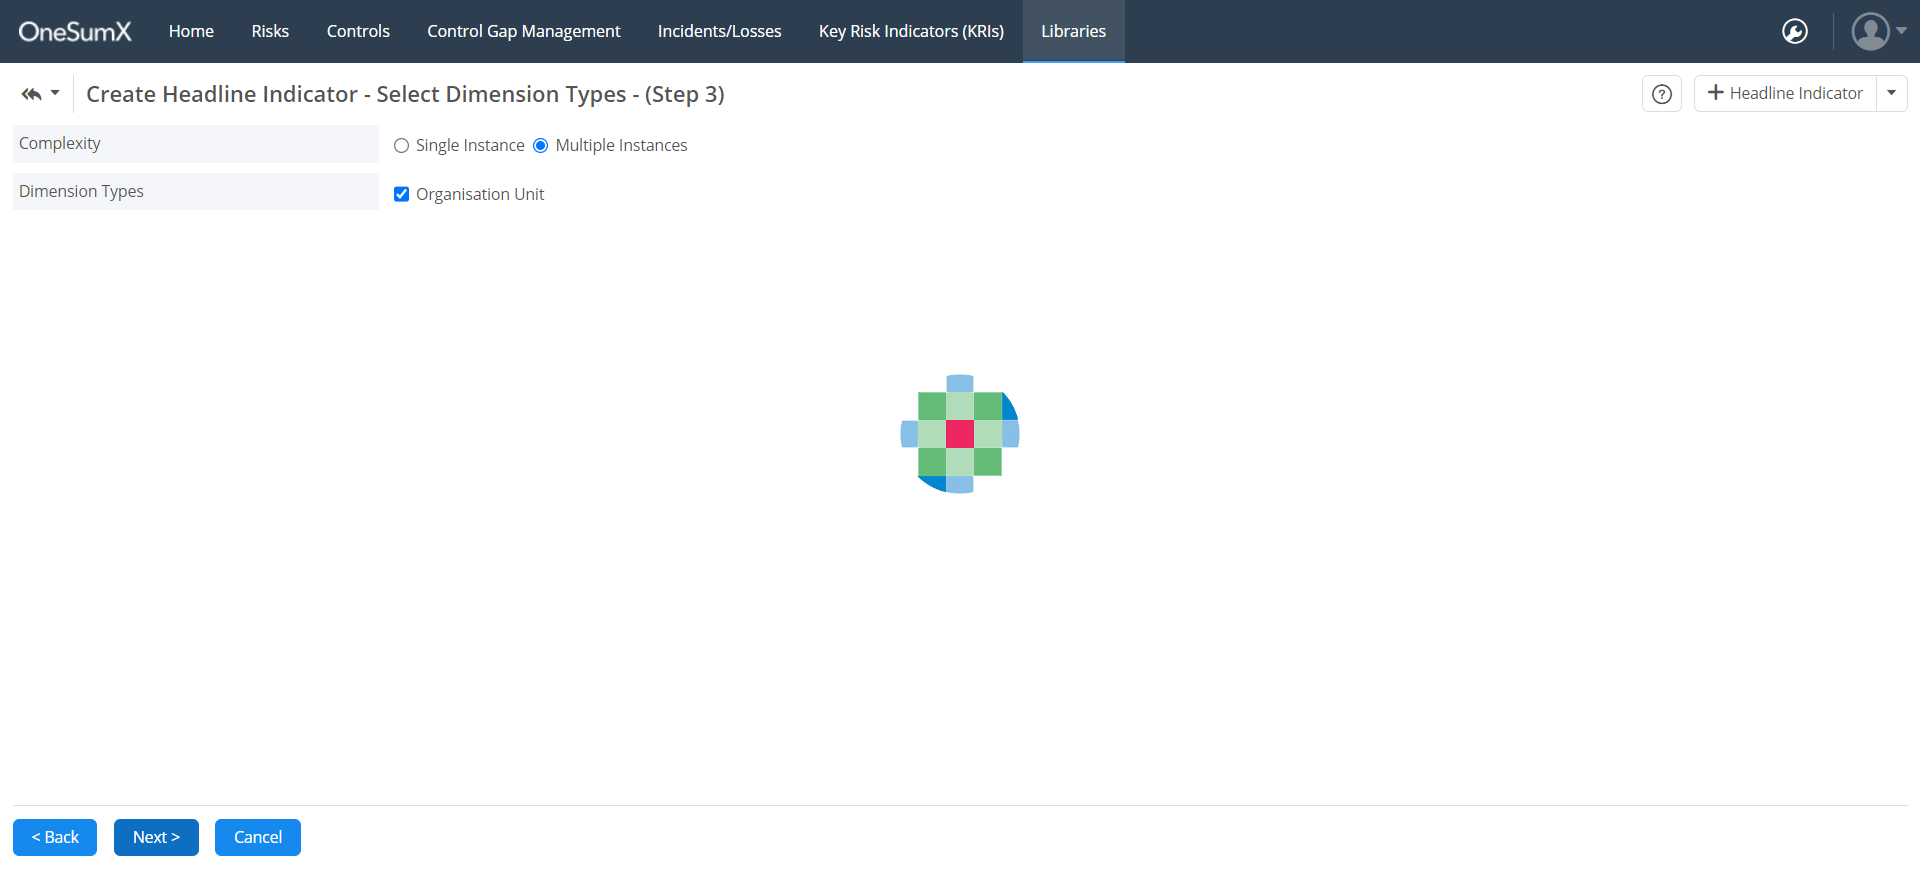 OneSumX Home Risks Controls Control Gap Management Incidents/Losses Key Risk Indicators (KRIs) Libraries
Create Headline Indicator - Select Dimension Types - (Step 3) Headline Indicator
Complexity Single Instance Multiple Instances
Dimension Types Organisation Unit
< Back Next > Cancel